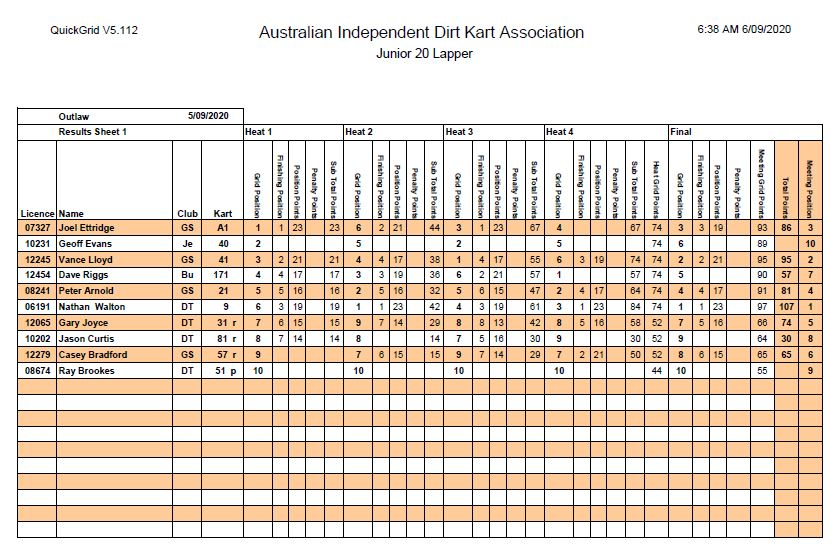 QuickGrid V5.112 Australian Independent Dirt Kart Association 6:38 AM 6/09/2020
Junior 20 Lapper
Outlaw 5/09/2020
Results Sheet 1 Heat 1 Heat 2 Heat 3 Heat 4 Final
Licence Name Club Kart Grid Position Finishing Position Position Points Penalty Points Sub Total Points Grid Position Finishing Position Position Points Penalty Points Sub Total Points Grid Position Finishing Position Position Points Penalty Points Sub Total Points Grid Position Finishing Position Position Points Penalty Points Sub Total Points Heat Grid Points Grid Position Finishing Position Position Points Penalty Points Meeting Grid Points Total Points Meeting Position
07327 Joel Ettridge GS A1 1 1 23 23 6 2 21 44 3 1 23 67 4 67 74 3 3 19 93 86 3
10231 Geoff Evans Je 40 2 5 2 5 74 6 89 10
12245 Vance Lloyd GS 41 3 2 21 21 4 4 17 38 1 4 17 55 6 3 19 74 74 2 2 21 95 95 2
12454 Dave Riggs Bu 171 4 4 17 17 3 3 19 36 6 2 21 57 1 57 74 5 90 57 7
08241 Peter Arnold GS 21 5 5 16 16 2 5 16 32 5 6 15 47 2 4 17 64 74 4 4 17 91 81 4
06191 Nathan Walton DT 9 6 3 19 19 1 1 23 42 4 3 19 61 3 1 23 84 74 1 1 23 97 107 1
12065 Gary Joyce DT 31 r 7 6 15 15 9 7 14 29 8 8 13 42 8 5 16 58 52 7 5 16 66 74 5
10202 Jason Curtis DT 81 r 8 7 14 14 8 14 7 5 16 30 9 30 52 9 64 30 8
12279 Casey Bradford GS 57 r 9 7 6 15 15 9 7 14 29 7 2 21 50 52 8 6 15 65 65 6
08674 Ray Brookes DT 51 p 10 10 10 10 44 10 55 9